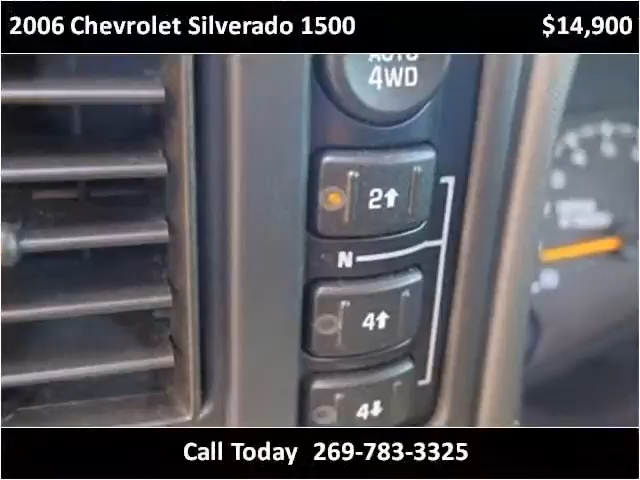 2006 Chevrolet Silverado 1500 $14,900
AUTO
4WD
2↑
N
4↑
4↓
Call Today 269-783-3325